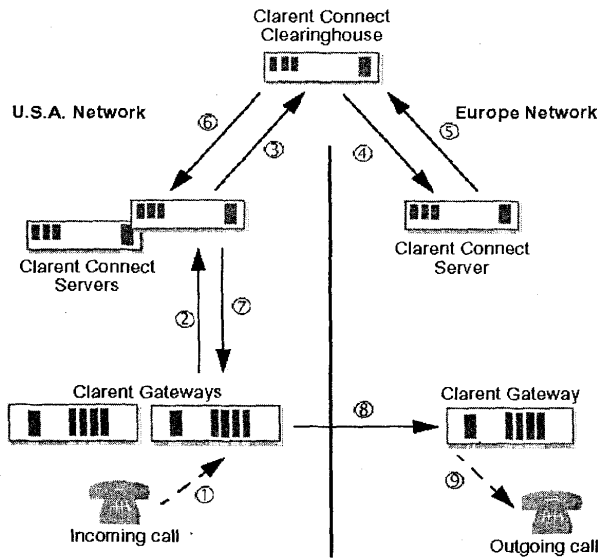 Clarent Connect
Clearinghouse
U.S.A. Network
Europe Network
⑥
③
④
⑤
Clarent Connect
Servers
Clarent Connect
Server
②
⑦
Clarent Gateways
Clarent Gateway
⑧
①
⑨
Incoming call
Outgoing call